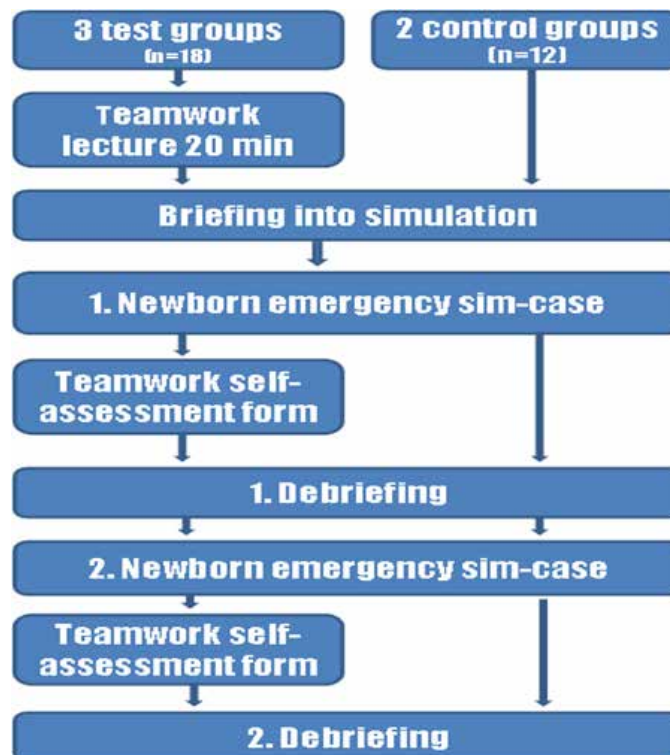 3 test groups
(n=18)
2 control groups
(n=12)
Teamwork
lecture 20 min
Briefing into simulation
1. Newborn emergency sim-case
Teamwork self-
assessment form
1. Debriefing
2. Newborn emergency sim-case
Teamwork self-
assessment form
2. Debriefing